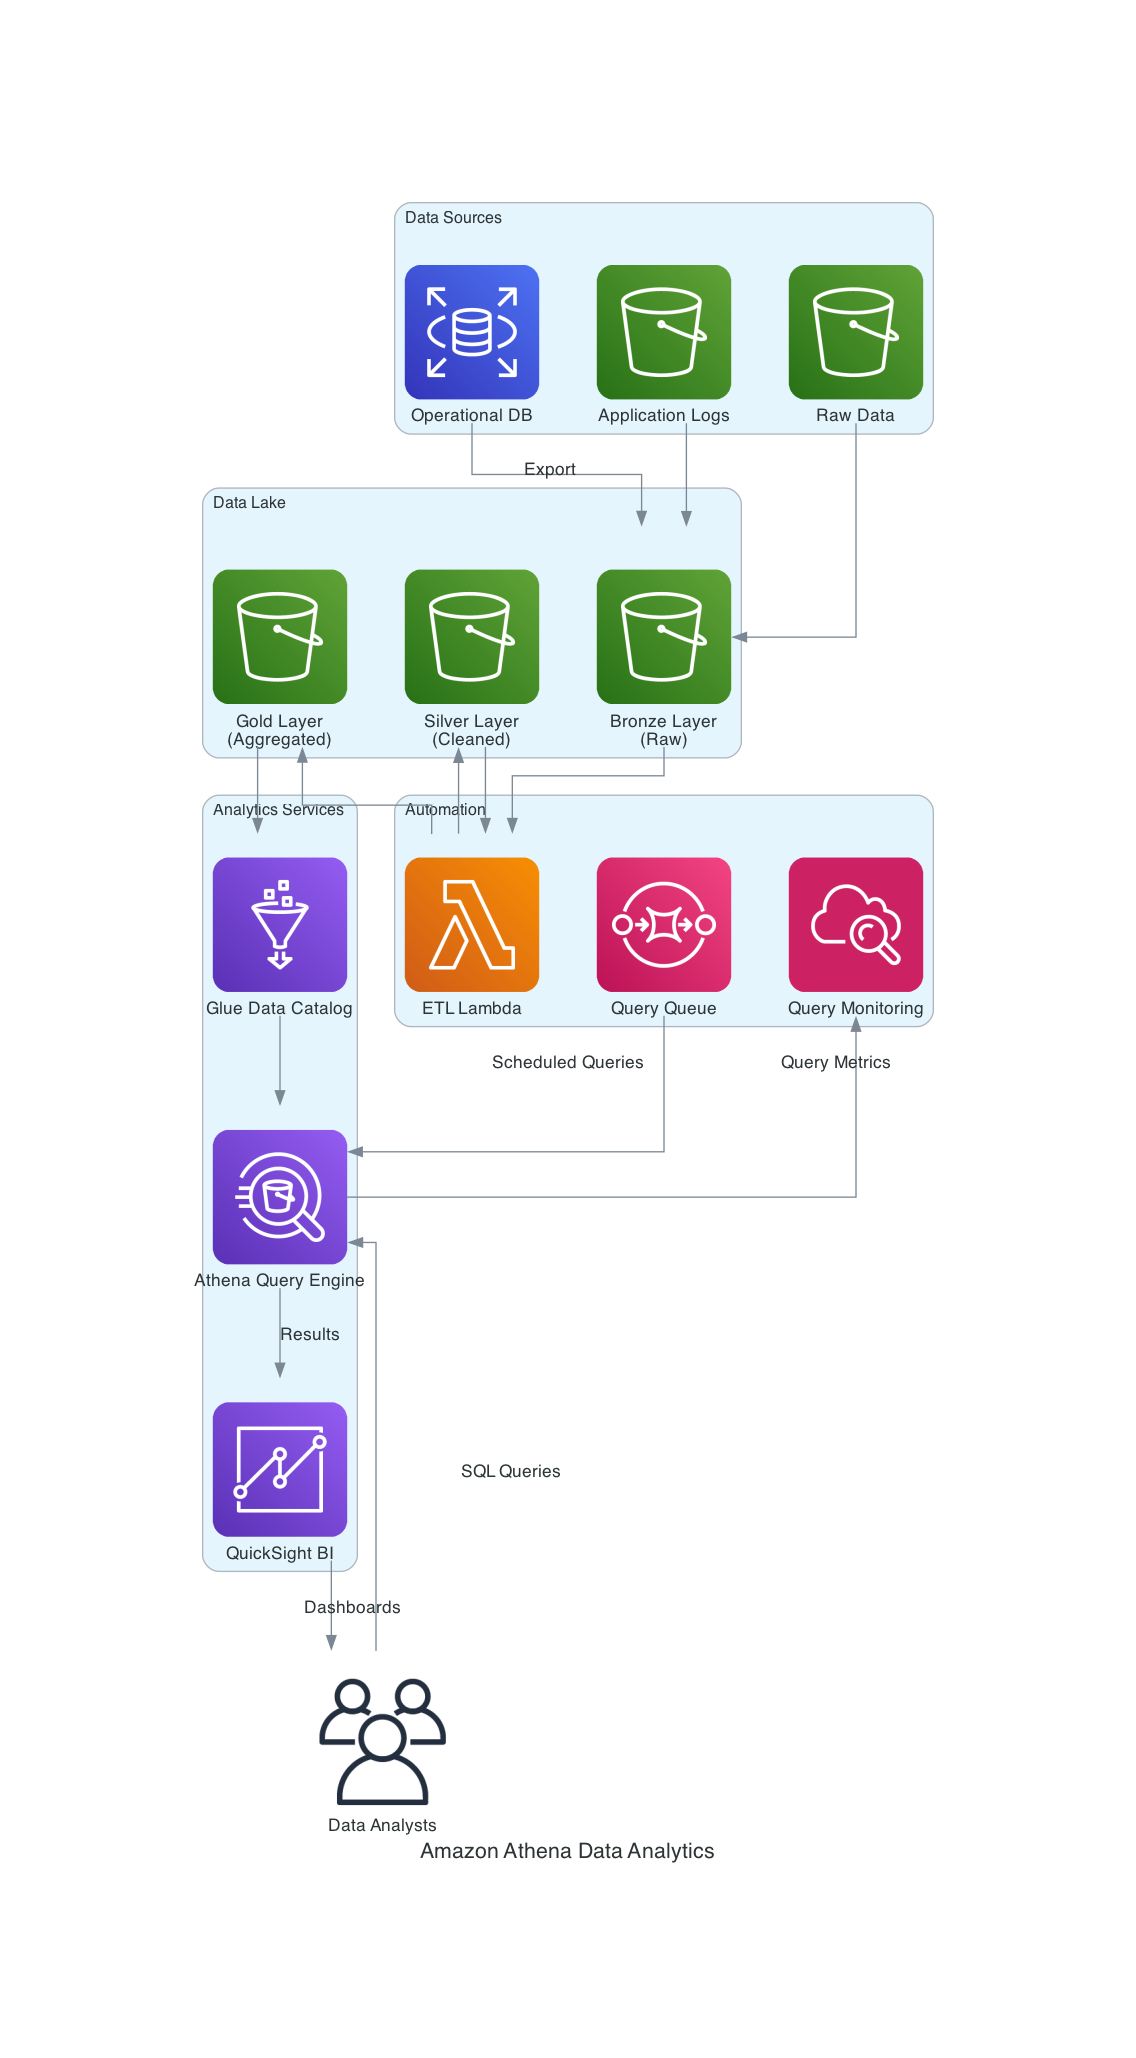 Data Sources
Operational DB
Application Logs
Raw Data
Export
Data Lake
Gold Layer
(Aggregated)
Silver Layer
(Cleaned)
Bronze Layer
(Raw)
Analytics Services
Automation
Glue Data Catalog
ETL Lambda
Query Queue
Query Monitoring
Scheduled Queries
Query Metrics
Athena Query Engine
Results
SQL Queries
QuickSight BI
Dashboards
Data Analysts
Amazon Athena Data Analytics